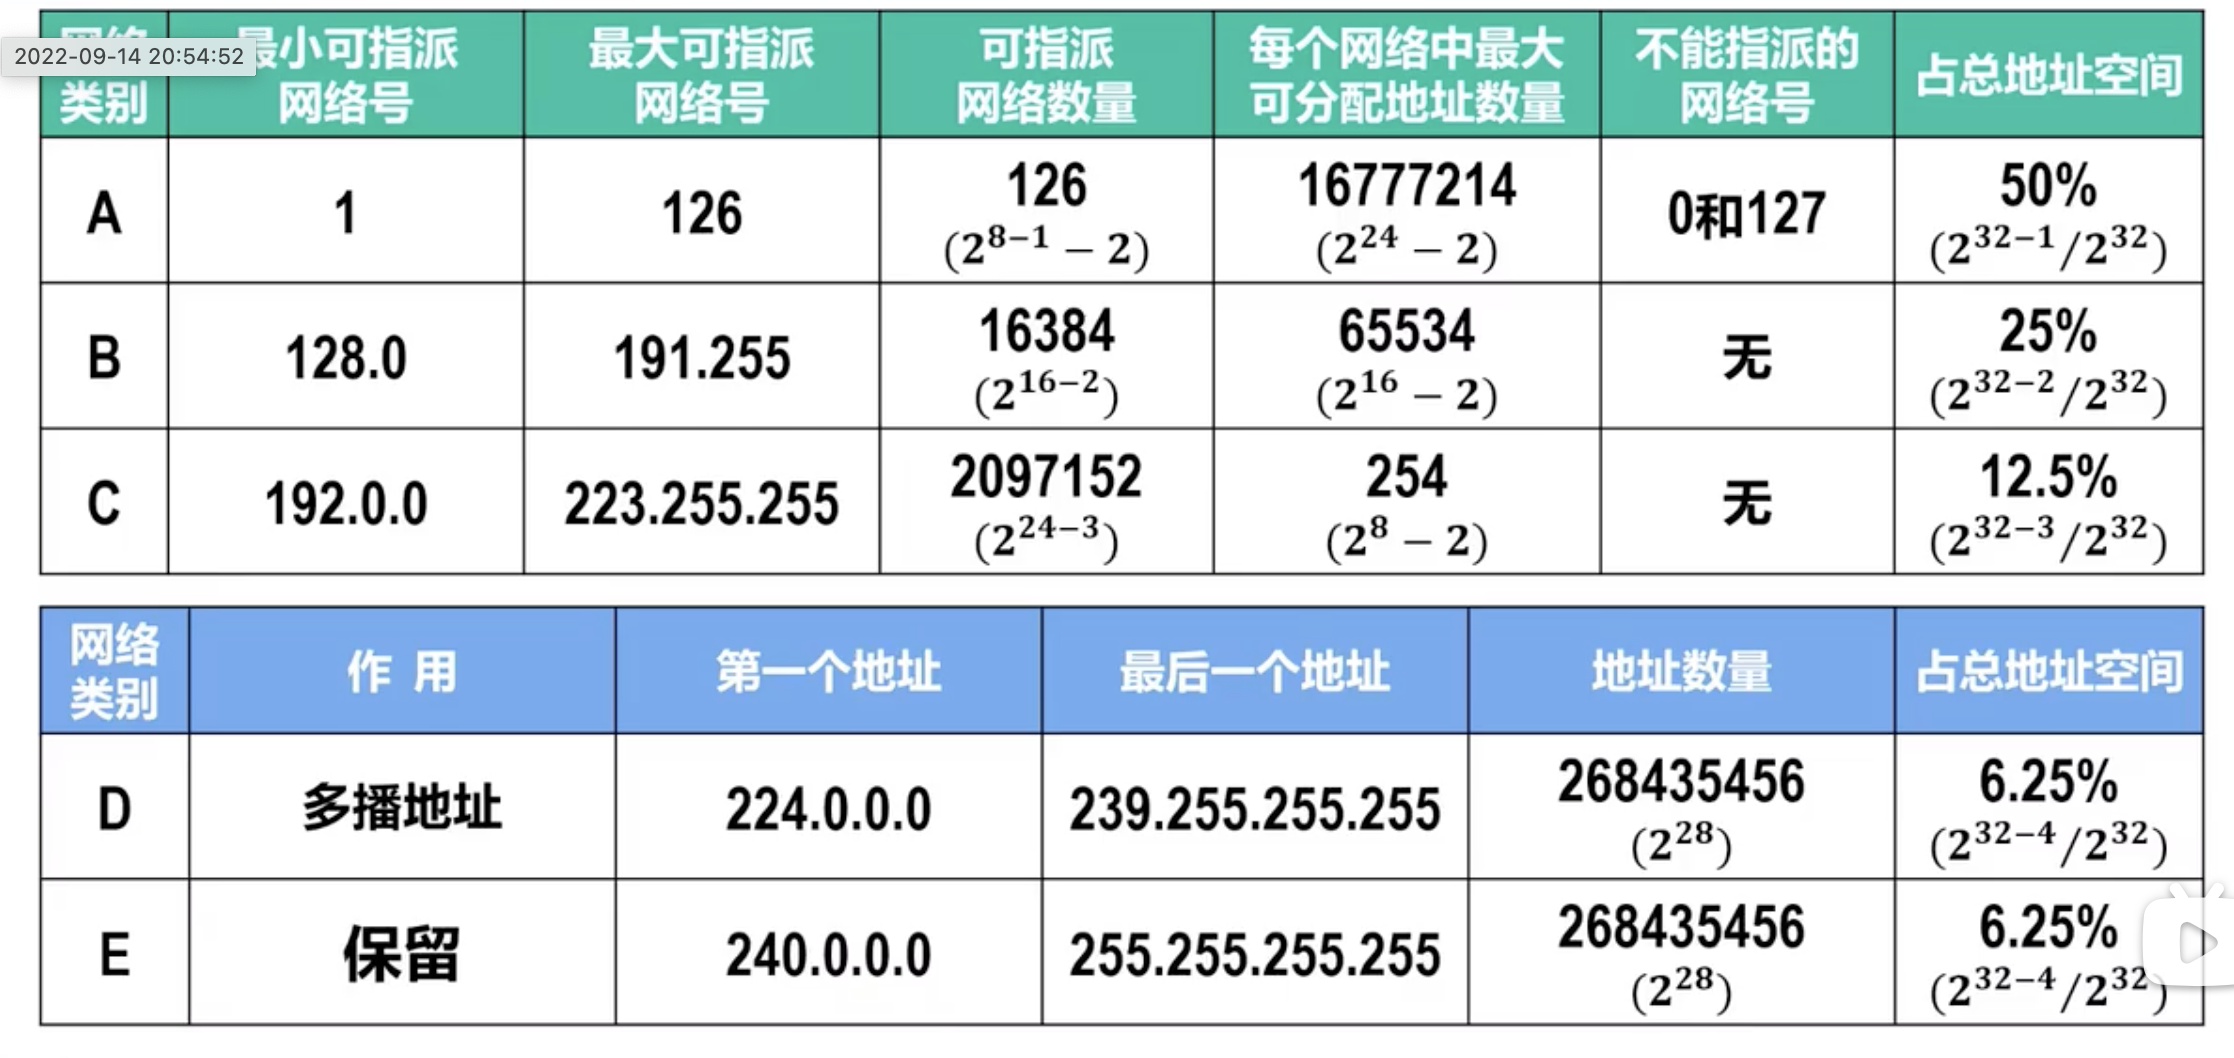 2022-09-14 20:54:52
类别
最小可指派
网络号
最大可指派
网络号
可指派
网络数量
每个网络中最大
可分配地址数量
不能指派的
网络号
占总地址空间
A
1
126
126
(2^{8-1} - 2)
16777214
(2^{24} - 2)
0和127
50%
(2^{32-1}/2^{32})
B
128.0
191.255
16384
(2^{16-2})
65534
(2^{16} - 2)
无
25%
(2^{32-2}/2^{32})
C
192.0.0
223.255.255
2097152
(2^{24-3})
254
(2^{8} - 2)
无
12.5%
(2^{32-3}/2^{32})
网络
类别
作 用
第一个地址
最后一个地址
地址数量
占总地址空间
D
多播地址
224.0.0.0
239.255.255.255
268435456
(2^{28})
6.25%
(2^{32-4}/2^{32})
E
保留
240.0.0.0
255.255.255.255
268435456
(2^{28})
6.25%
(2^{32-4}/2^{32})